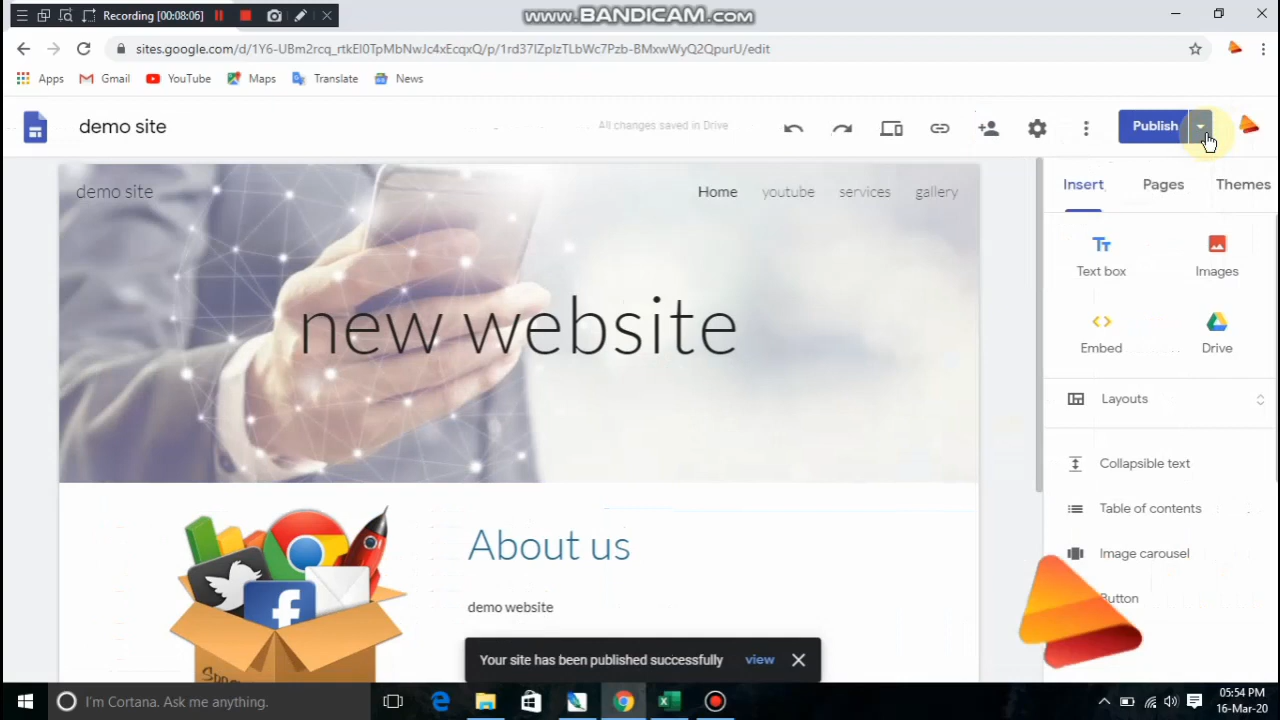 Recording [00:08:06]
www.BANDICAM.com
sites.google.com/d/1Y6-UBm2rcq_rtkEl0TpMbNwJc4xEcqxQ/p/1rd37IZpIzTLbWc7Pzb-BMxwWyQ2QpurU/edit
Apps Gmail YouTube Maps Translate News
demo site
All changes saved in Drive
Publish
demo site
Home youtube services gallery
Insert Pages Themes
Text box Images
new website
Embed Drive
Layouts
Collapsible text
Table of contents
Image carousel
Button
About us
demo website
Your site has been published successfully view
I'm Cortana. Ask me anything.
05:54 PM
16-Mar-20